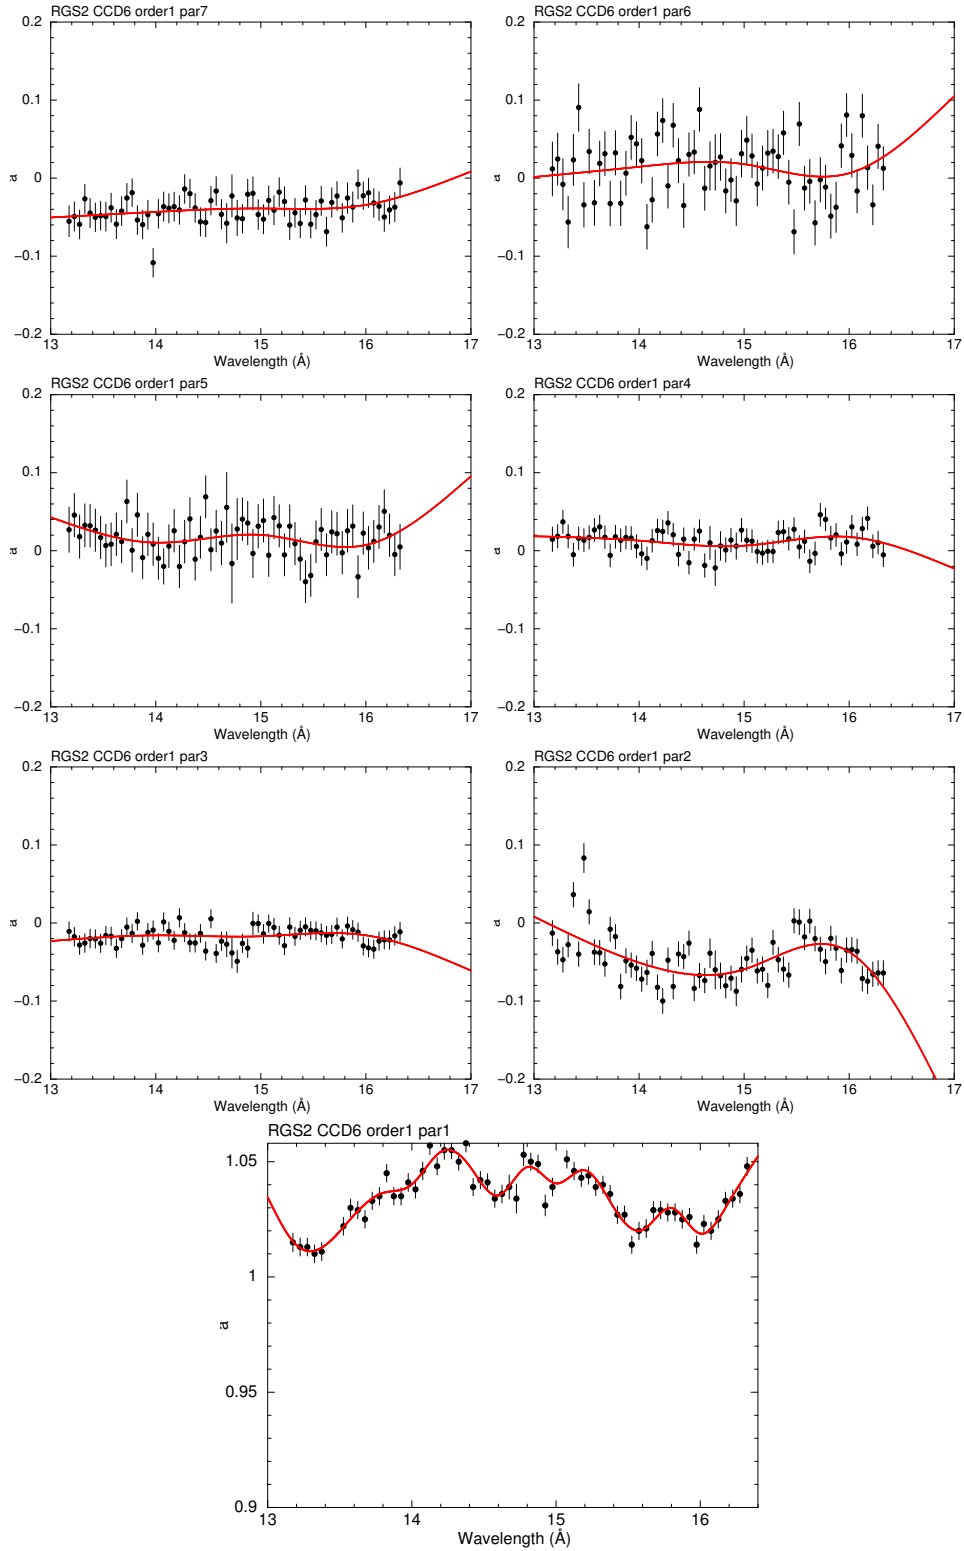 RGS2 CCD6 order1 par7
0.2
0.1
0
−0.1
−0.2
a
13 14 15 16 17
Wavelength (Å)
RGS2 CCD6 order1 par6
0.2
0.1
0
−0.1
−0.2
a
13 14 15 16 17
Wavelength (Å)
RGS2 CCD6 order1 par5
0.2
0.1
0
−0.1
−0.2
a
13 14 15 16 17
Wavelength (Å)
RGS2 CCD6 order1 par4
0.2
0.1
0
−0.1
−0.2
a
13 14 15 16 17
Wavelength (Å)
RGS2 CCD6 order1 par3
0.2
0.1
0
−0.1
−0.2
a
13 14 15 16 17
Wavelength (Å)
RGS2 CCD6 order1 par2
0.2
0.1
0
−0.1
−0.2
a
13 14 15 16 17
Wavelength (Å)
RGS2 CCD6 order1 par1
1.05
1
0.95
0.9
a
13 14 15 16
Wavelength (Å)